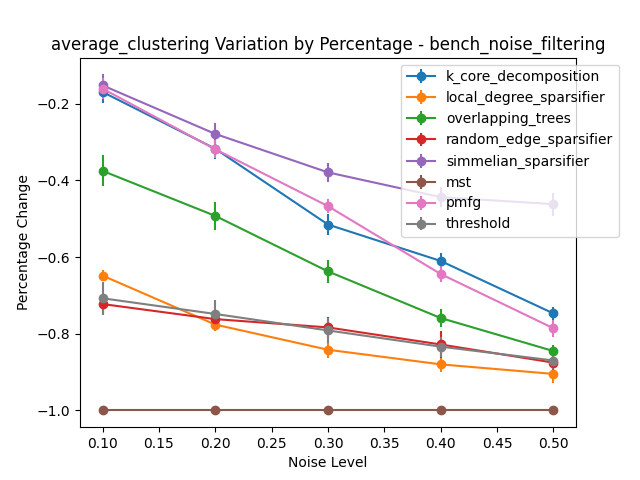 average_clustering Variation by Percentage - bench_noise_filtering
k_core_decomposition
local_degree_sparsifier
overlapping_trees
random_edge_sparsifier
simmelian_sparsifier
mst
pmfg
threshold
Percentage Change
−0.2
−0.4
−0.6
−0.8
−1.0
0.10 0.15 0.20 0.25 0.30 0.35 0.40 0.45 0.50
Noise Level